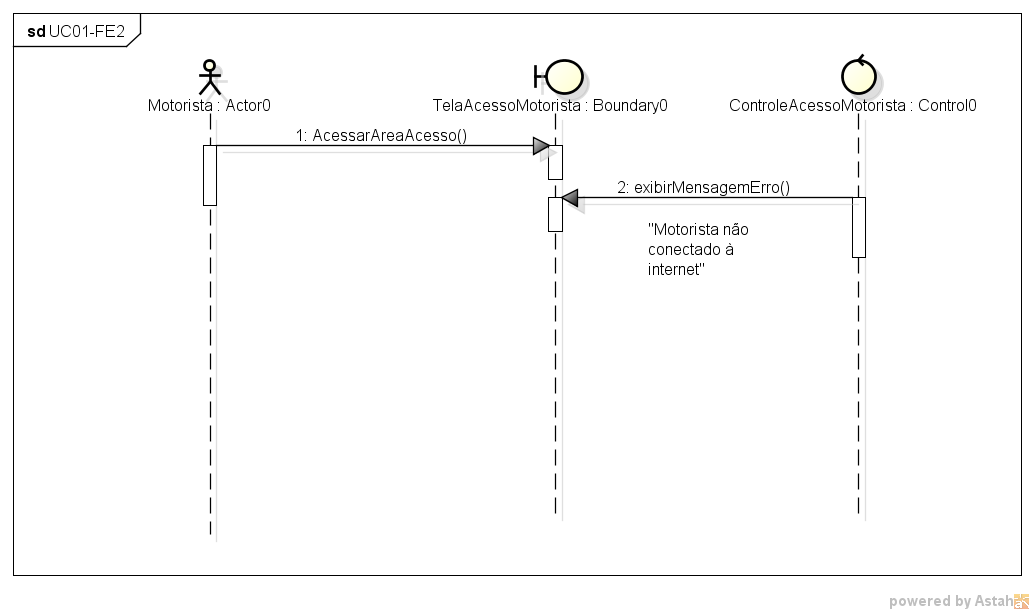 sd UC01-FE2
Motorista : Actor0
TelaAcessoMotorista : Boundary0
ControleAcessoMotorista : Control0
1: AcessarAreaAcesso()
2: exibirMensagemErro()
"Motorista não
conectado à
internet"
powered by Astah